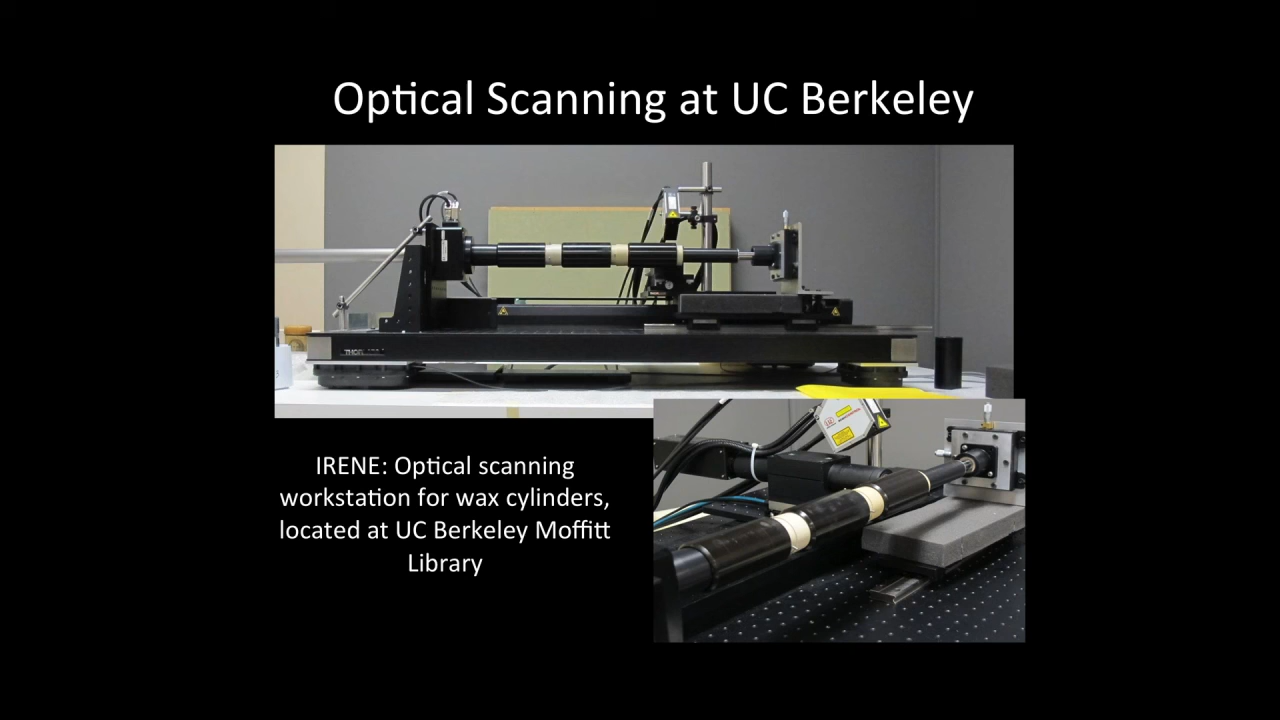 Optical Scanning at UC Berkeley
IRENE: Optical scanning
workstation for wax cylinders,
located at UC Berkeley Moffitt
Library